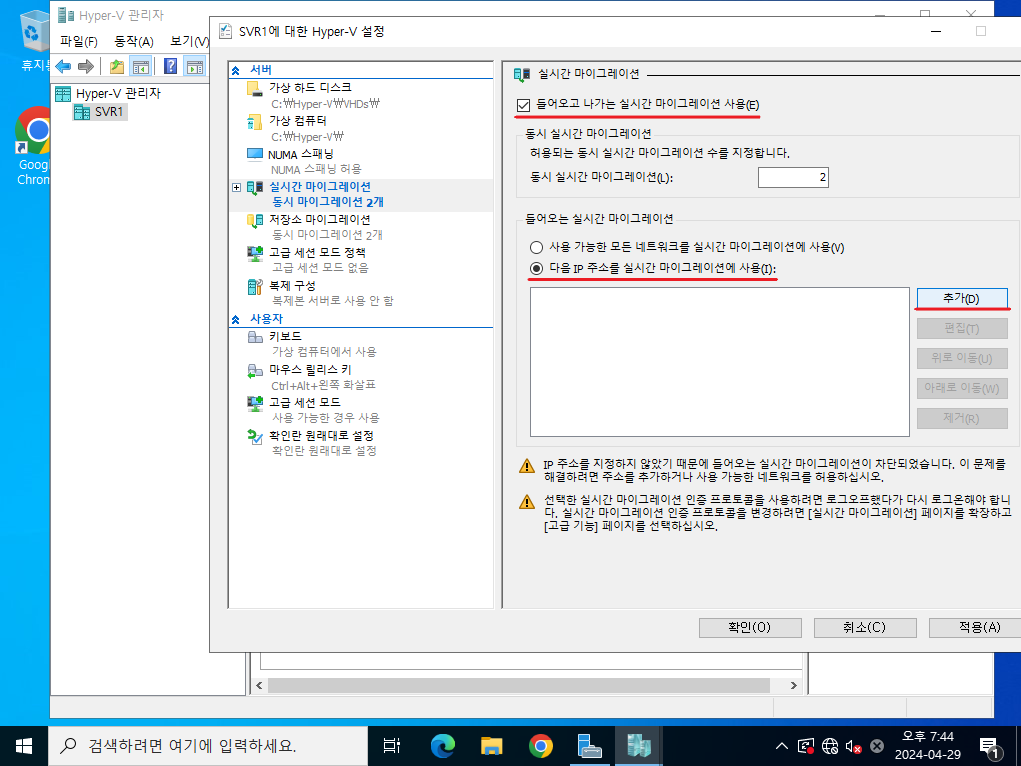 Hyper-V 관리자
파일(F) 동작(A) 보기(V)
SVR1에 대한 Hyper-V 설정
휴지통
Google
Chrom
Hyper-V 관리자
SVR1
서버
가상 하드 디스크
C:₩Hyper-V₩VHDs₩
가상 컴퓨터
C:₩Hyper-V₩
NUMA 스패닝
NUMA 스패닝 허용
실시간 마이그레이션
동시 마이그레이션 2개
저장소 마이그레이션
동시 마이그레이션 2개
고급 세션 모드 정책
고급 세션 모드 없음
복제 구성
복제본 서버로 사용 안 함
사용자
키보드
가상 컴퓨터에서 사용
마우스 릴리스 키
Ctrl+Alt+왼쪽 화살표
고급 세션 모드
사용 가능한 경우 사용
확인란 원래대로 설정
확인란 원래대로 설정
실시간 마이그레이션
들어오고 나가는 실시간 마이그레이션 사용(E)
동시 실시간 마이그레이션
허용되는 동시 실시간 마이그레이션 수를 지정합니다.
동시 실시간 마이그레이션(L): 2
들어오는 실시간 마이그레이션
사용 가능한 모든 네트워크를 실시간 마이그레이션에 사용(V)
다음 IP 주소를 실시간 마이그레이션에 사용(I):
추가(D)
편집(T)
위로 이동(U)
아래로 이동(W)
제거(R)
IP 주소를 지정하지 않았기 때문에 들어오는 실시간 마이그레이션이 차단되었습니다. 이 문제를
해결하려면 주소를 추가하거나 사용 가능한 네트워크를 허용하십시오.
선택한 실시간 마이그레이션 인증 프로토콜을 사용하려면 로그오프했다가 다시 로그온해야 합니
다. 실시간 마이그레이션 인증 프로토콜을 변경하려면 [실시간 마이그레이션] 페이지를 확장하고
[고급 기능] 페이지를 선택하십시오.
확인(O) 취소(C) 적용(A)
검색하려면 여기에 입력하세요.
오후 7:44
2024-04-29
1